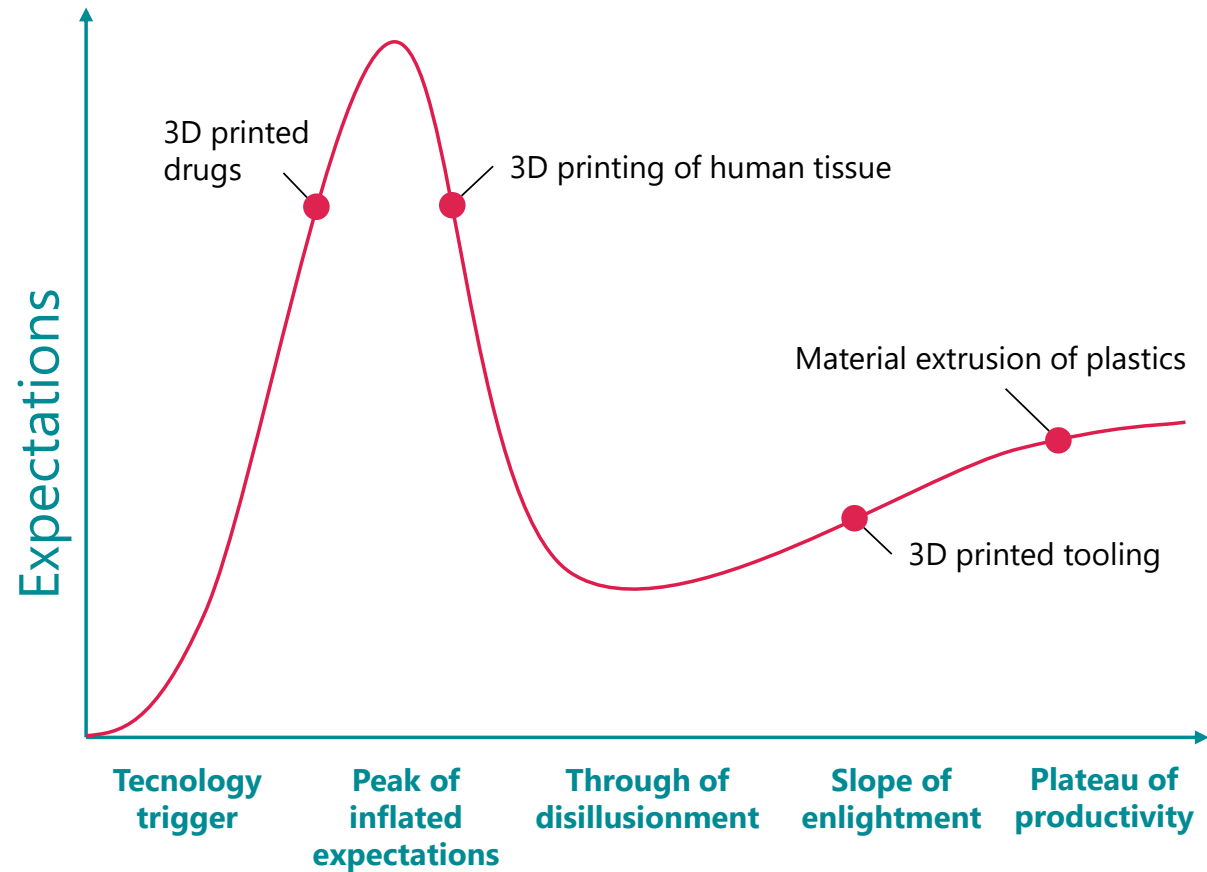 3D printed
drugs
3D printing of human tissue
Material extrusion of plastics
3D printed tooling
Expectations
Tecnology
trigger
Peak of
inflated
expectations
Through of
disillusionment
Slope of
enlightment
Plateau of
productivity